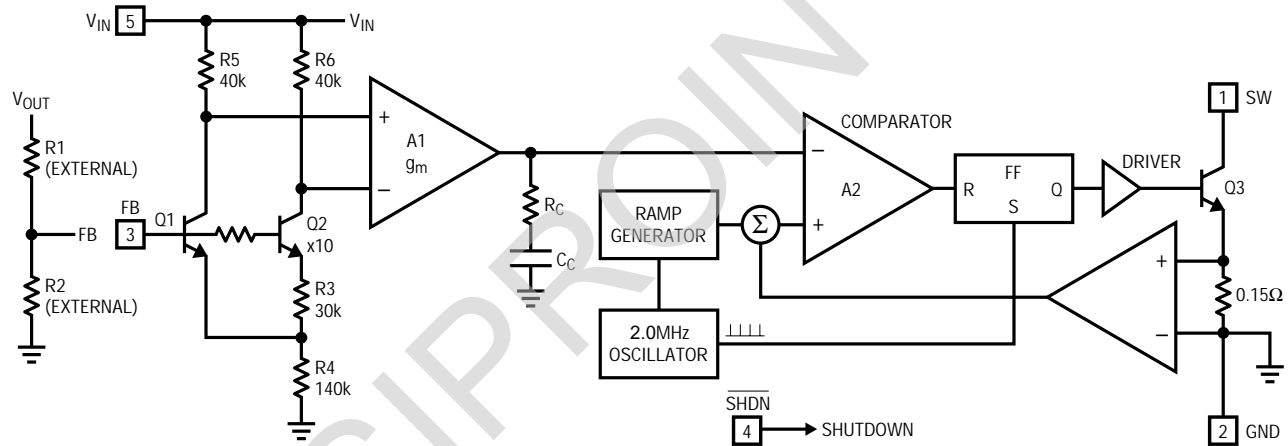 VIN 5
VIN
R5
40k
R6
40k
VOUT
R1
(EXTERNAL)
FB
3
FB
R2
(EXTERNAL)
Q1
Q2
x10
R3
30k
R4
140k
+
A1
gm
−
RC
CC
RAMP
GENERATOR
Σ
2.0MHz
OSCILLATOR
COMPARATOR
−
A2
+
FF
R
S
Q
DRIVER
1 SW
Q3
+
−
0.15Ω
2 GND
SHDN
4
SHUTDOWN
SIPROIN